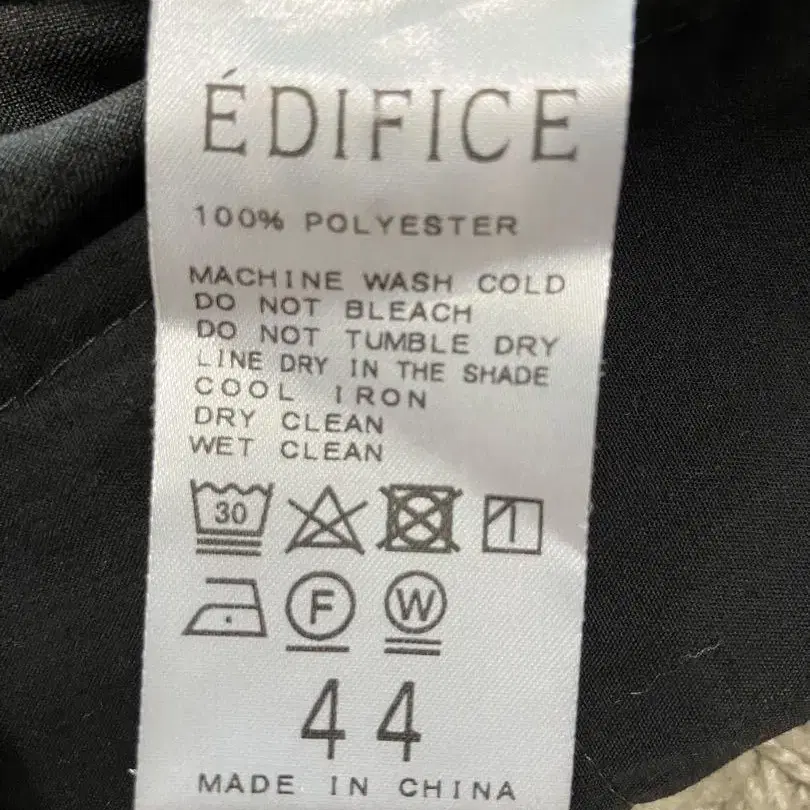 ÉDIFICE
100% POLYESTER
MACHINE WASH COLD
DO NOT BLEACH
DO NOT TUMBLE DRY
LINE DRY IN THE SHADE
COOL IRON
DRY CLEAN
WET CLEAN
30
F W
44
MADE IN CHINA